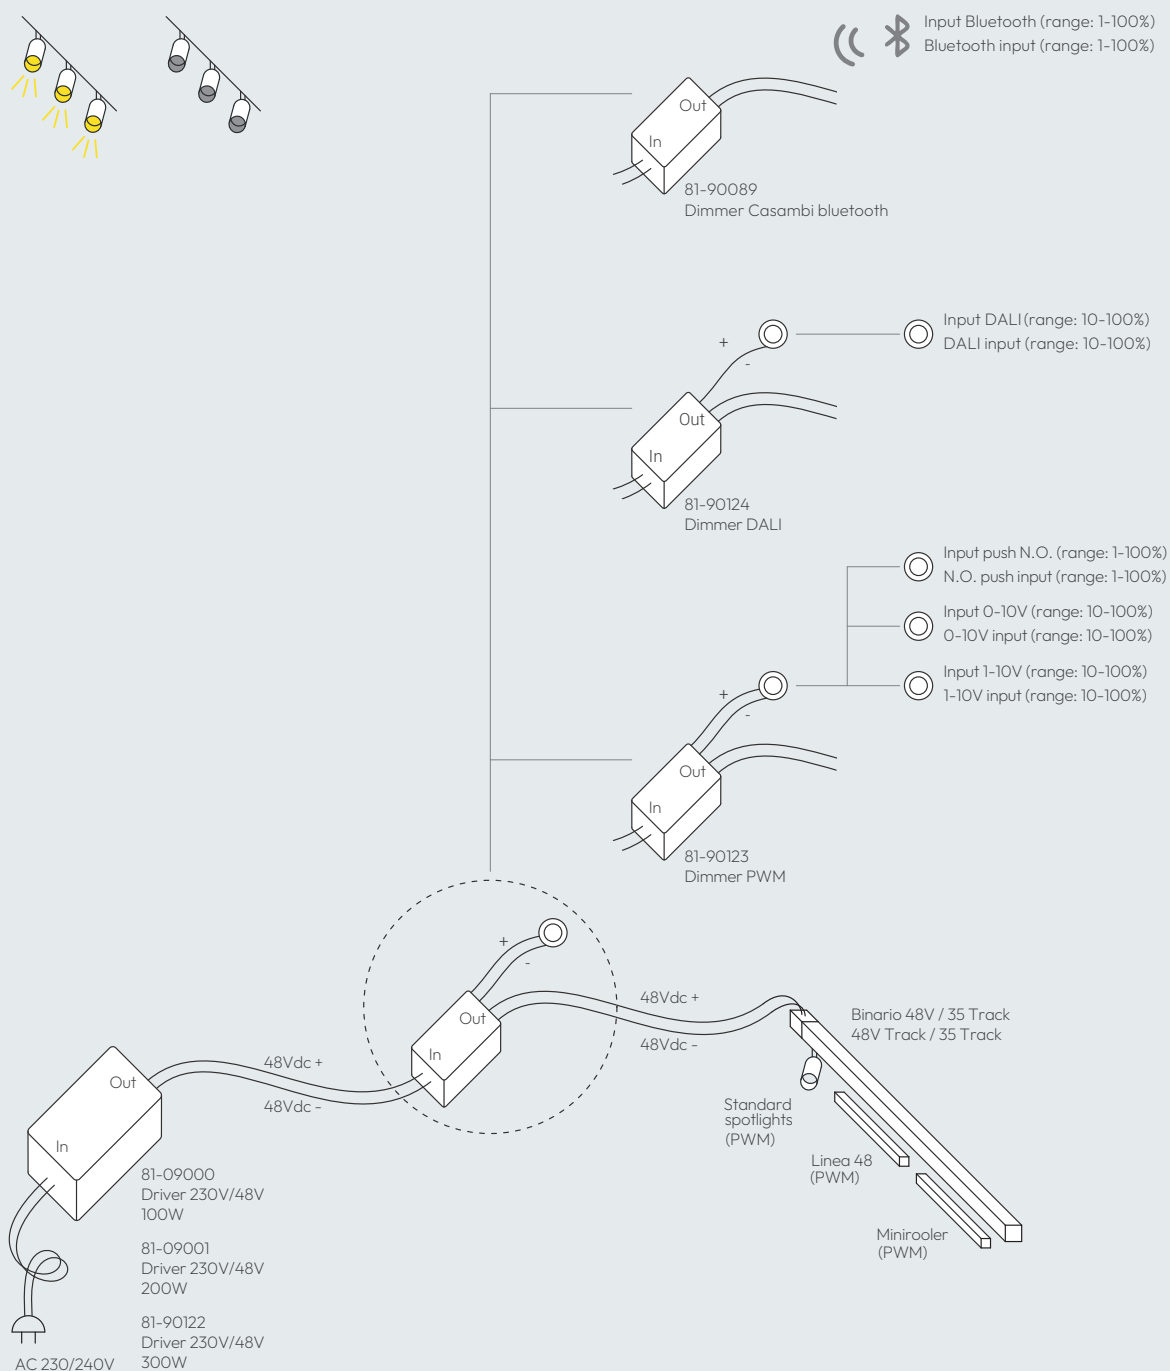 Input Bluetooth (range: 1-100%)
Bluetooth input (range: 1-100%)
Out
In
81-90089
Dimmer Casambi bluetooth
Input DALI (range: 10-100%)
DALI input (range: 10-100%)
+
-
Out
In
81-90124
Dimmer DALI
Input push N.O. (range: 1-100%)
N.O. push input (range: 1-100%)
Input 0-10V (range: 10-100%)
0-10V input (range: 10-100%)
Input 1-10V (range: 10-100%)
1-10V input (range: 10-100%)
+
-
Out
In
81-90123
Dimmer PWM
+
-
Out
In
48Vdc +
48Vdc -
Binario 48V / 35 Track
48V Track / 35 Track
Standard
spotlights
(PWM)
Linea 48
(PWM)
Minirooler
(PWM)
48Vdc +
48Vdc -
Out
In
81-09000
Driver 230V/48V
100W
81-09001
Driver 230V/48V
200W
81-90122
Driver 230V/48V
300W
AC 230/240V